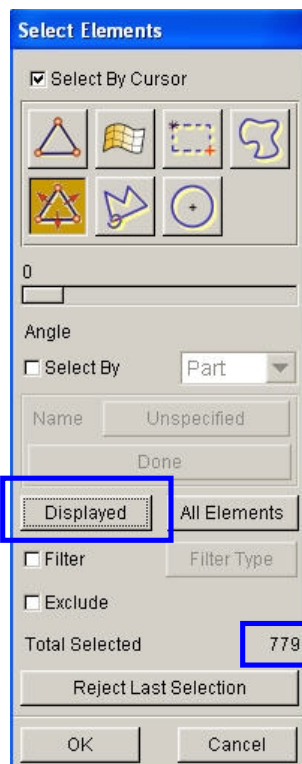 Select Elements
Select By Cursor
0
Angle
Select By Part
Name Unspecified
Done
Displayed All Elements
Filter Filter Type
Exclude
Total Selected 779
Reject Last Selection
OK Cancel